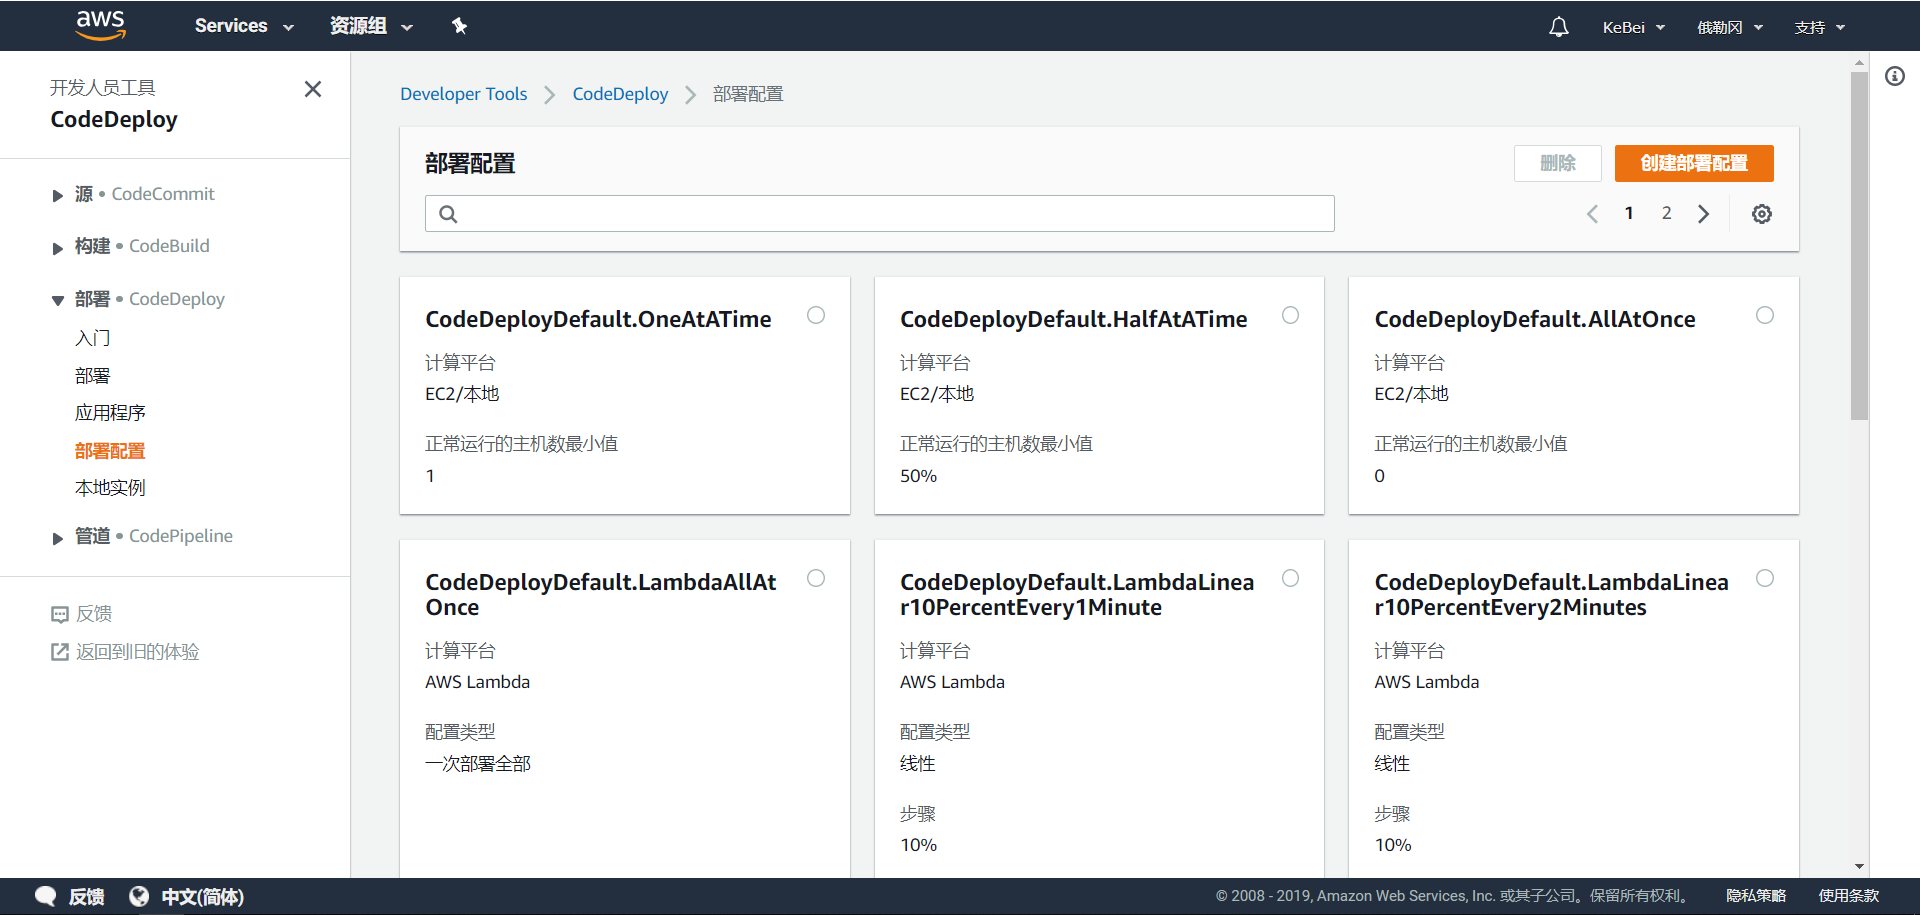 aws
Services
资源组
KeBei
俄勒冈
支持
开发人员工具
CodeDeploy
源 • CodeCommit
构建 • CodeBuild
部署 • CodeDeploy
入门
部署
应用程序
部署配置
本地实例
管道 • CodePipeline
反馈
返回到旧的体验
Developer Tools
CodeDeploy
部署配置
部署配置
删除
创建部署配置
1
2
CodeDeployDefault.OneAtATime
计算平台
EC2/本地
正常运行的主机数最小值
1
CodeDeployDefault.HalfAtATime
计算平台
EC2/本地
正常运行的主机数最小值
50%
CodeDeployDefault.AllAtOnce
计算平台
EC2/本地
正常运行的主机数最小值
0
CodeDeployDefault.LambdaAllAt
Once
计算平台
AWS Lambda
配置类型
一次部署全部
CodeDeployDefault.LambdaLinea
r10PercentEvery1Minute
计算平台
AWS Lambda
配置类型
线性
步骤
10%
CodeDeployDefault.LambdaLinea
r10PercentEvery2Minutes
计算平台
AWS Lambda
配置类型
线性
步骤
10%
反馈
中文(简体)
© 2008 - 2019, Amazon Web Services, Inc. 或其子公司。保留所有权利。
隐私策略
使用条款